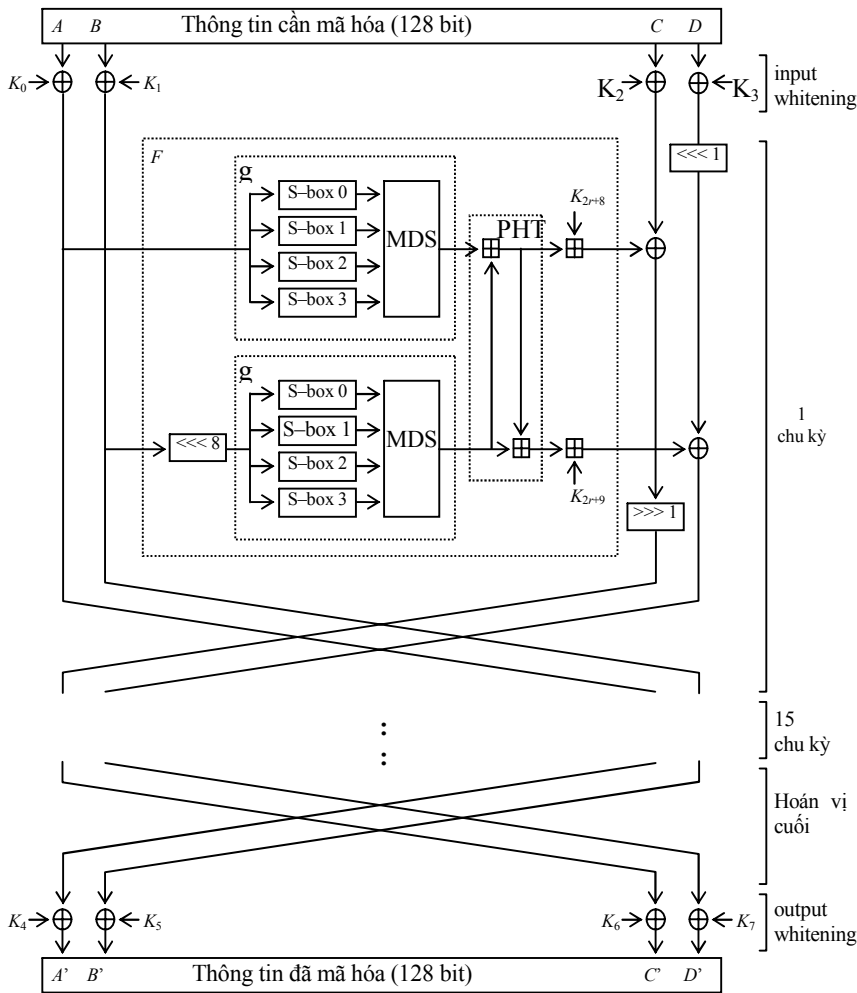 A B Thông tin cần mã hóa (128 bit) C D
K0 K1 K2 K3
input
whitening
F
<<< 1
g
S–box 0
S–box 1
S–box 2
S–box 3
MDS
PHT
K2r+8
g
<<< 8
S–box 0
S–box 1
S–box 2
S–box 3
MDS
K2r+9
>>> 1
1
chu kỳ
:
:
15
chu kỳ
Hoán vị
cuối
K4 K5 K6 K7
output
whitening
Thông tin đã mã hóa (128 bit)
A’ B’ C’ D’